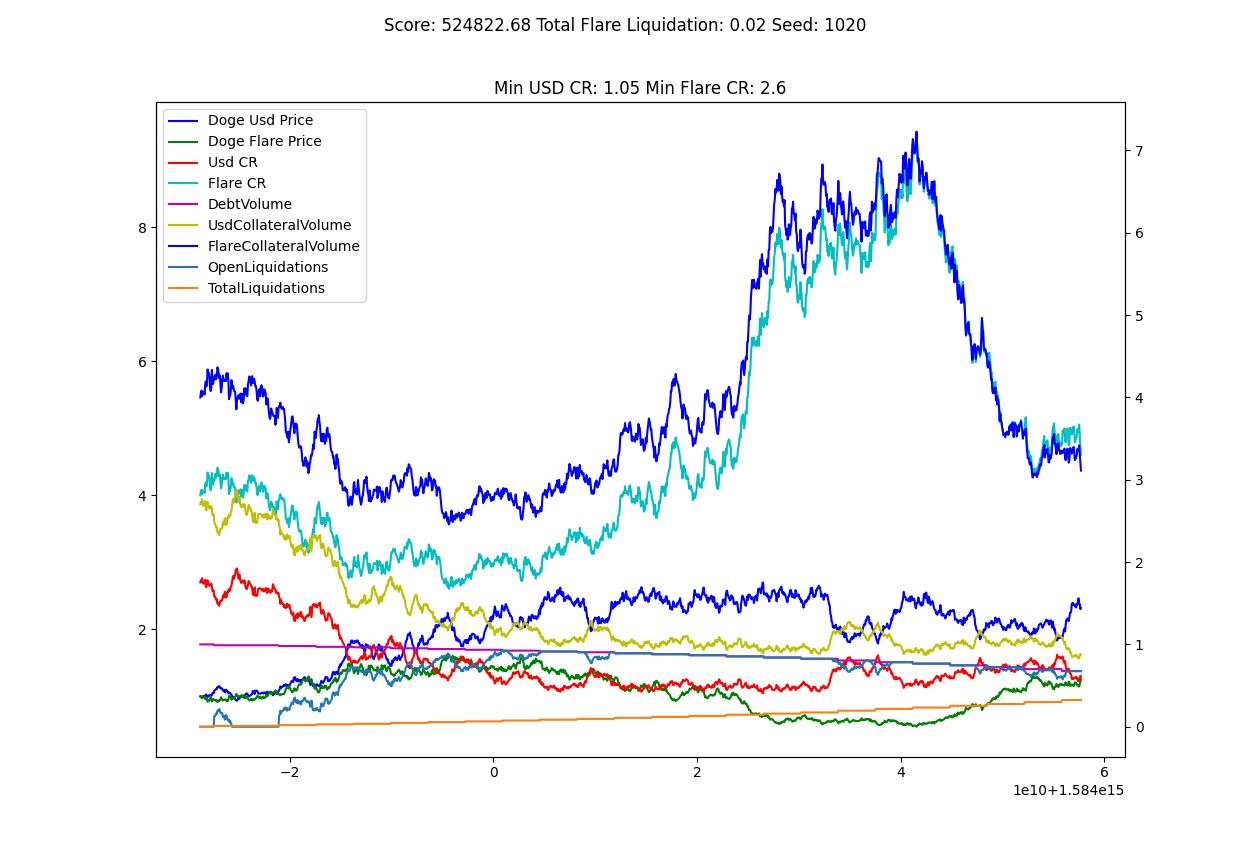 Score: 524822.68 Total Flare Liquidation: 0.02 Seed: 1020
Min USD CR: 1.05 Min Flare CR: 2.6
Doge Usd Price
Doge Flare Price
Usd CR
Flare CR
DebtVolume
UsdCollateralVolume
FlareCollateralVolume
OpenLiquidations
TotalLiquidations
8
6
4
2
7
6
5
4
3
2
1
0
−2 0 2 4 6
1e10+1.584e15